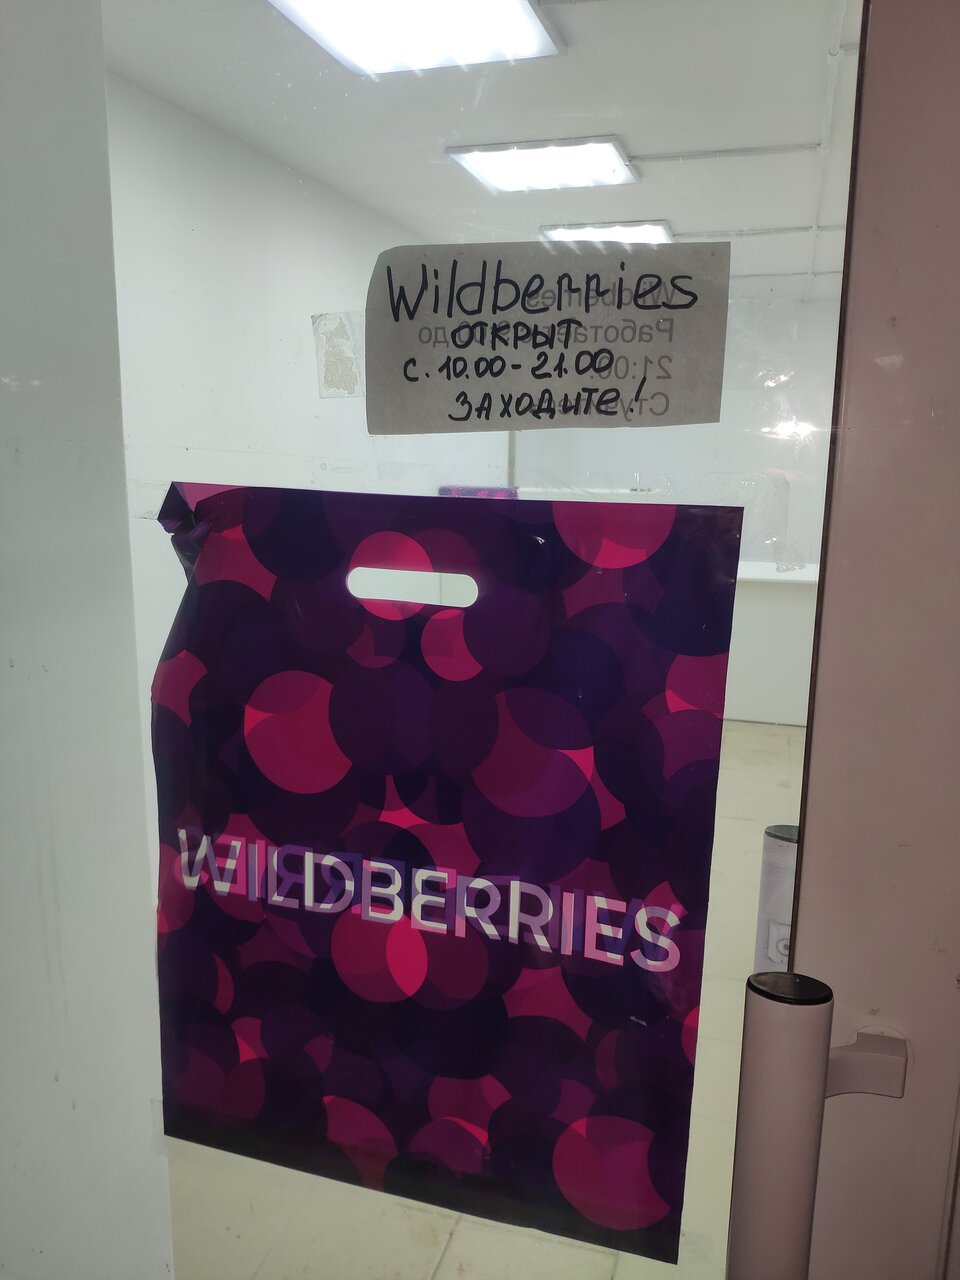 Wildberries
ОТКРЫТ
с. 10.00-21.00
ЗАХОДИТЕ!
WILDBERRIES